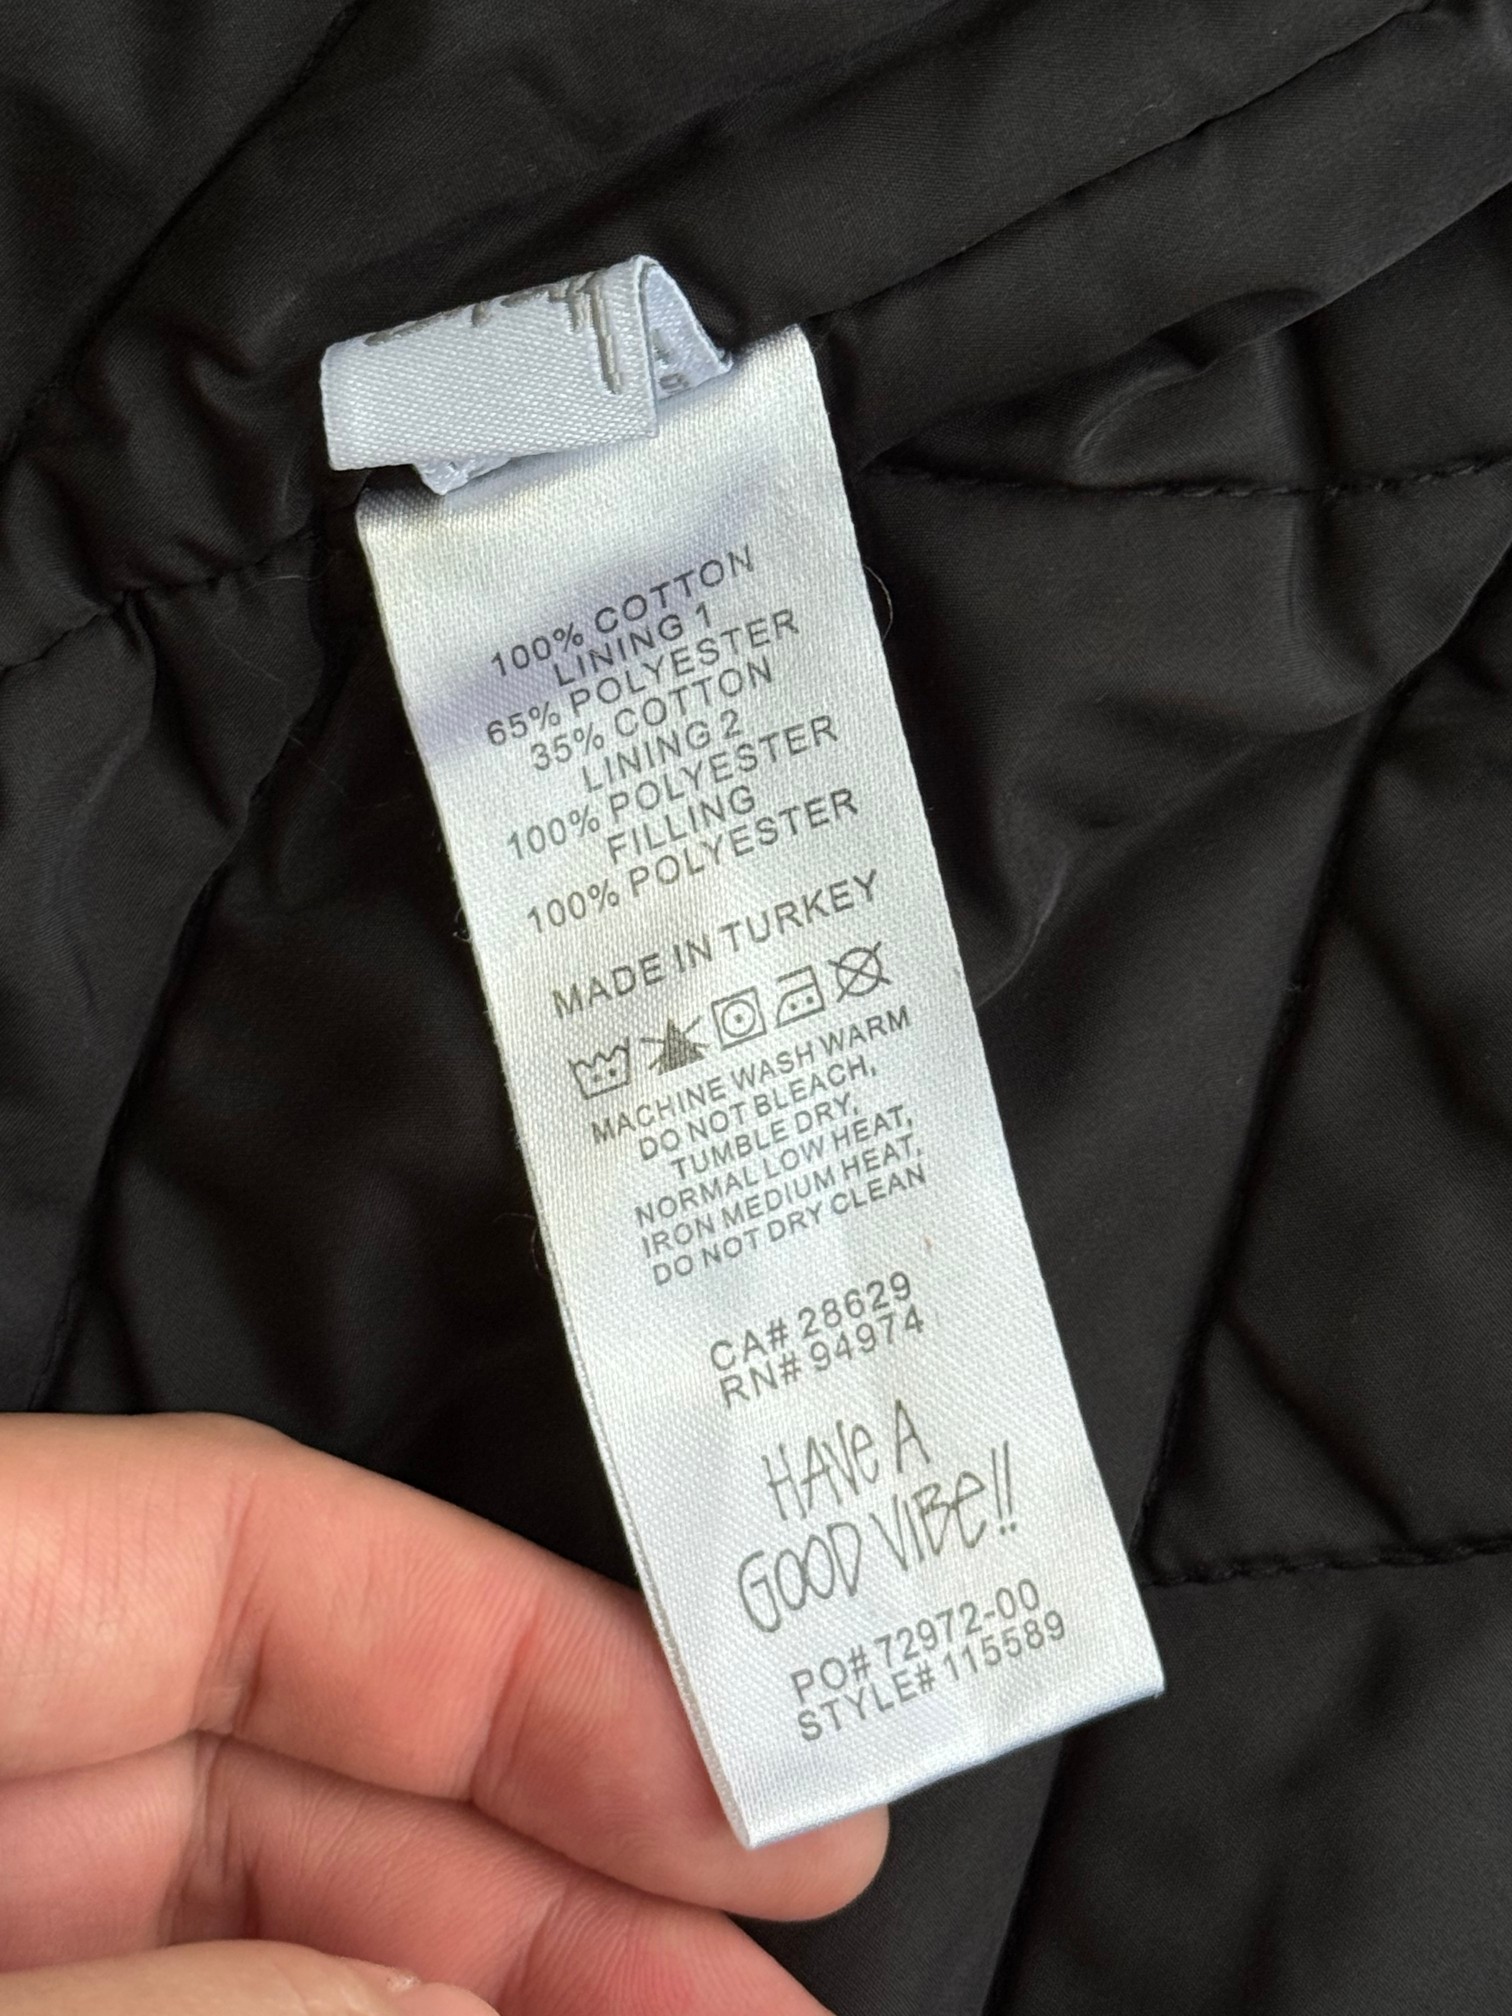 100% COTTON
LINING 1
65% POLYESTER
35% COTTON
LINING 2
100% POLYESTER
FILLING
100% POLYESTER
MADE IN TURKEY
MACHINE WASH WARM
DO NOT BLEACH,
TUMBLE DRY,
NORMAL LOW HEAT,
IRON MEDIUM HEAT,
DO NOT DRY CLEAN
CA# 28629
RN# 94974
HAVe A
GOOD VIBe!!
PO# 72972-00
STYLE# 115589